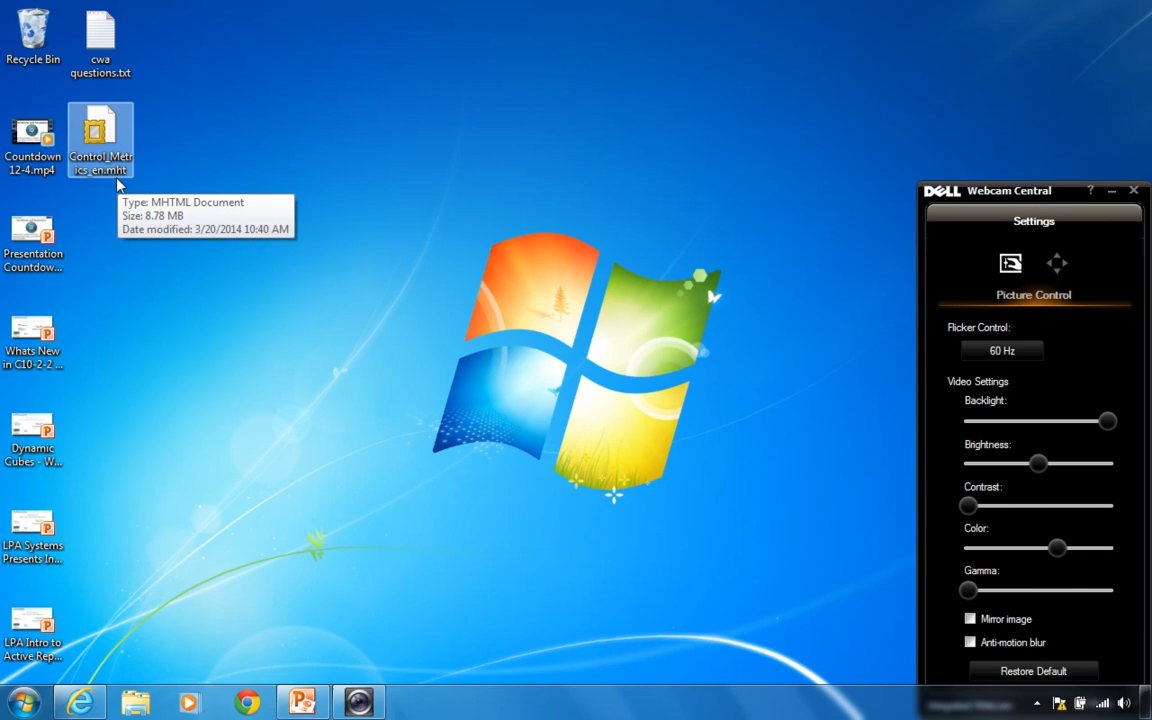 Recycle Bin
cwa
questions.txt
Countdown
12-4.mp4
Control_Metr
ics_en.mht
Type: MHTML Document
Size: 8.78 MB
Date modified: 3/20/2014 10:40 AM
Presentation
Countdow...
Whats New
in C10-2-2 ...
Dynamic
Cubes - W...
LPA Systems
Presents In...
LPA Intro to
Active Rep...
DELL Webcam Central
Settings
Picture Control
Flicker Control:
60 Hz
Video Settings
Backlight:
Brightness:
Contrast:
Color:
Gamma:
Mirror image
Anti-motion blur
Restore Default